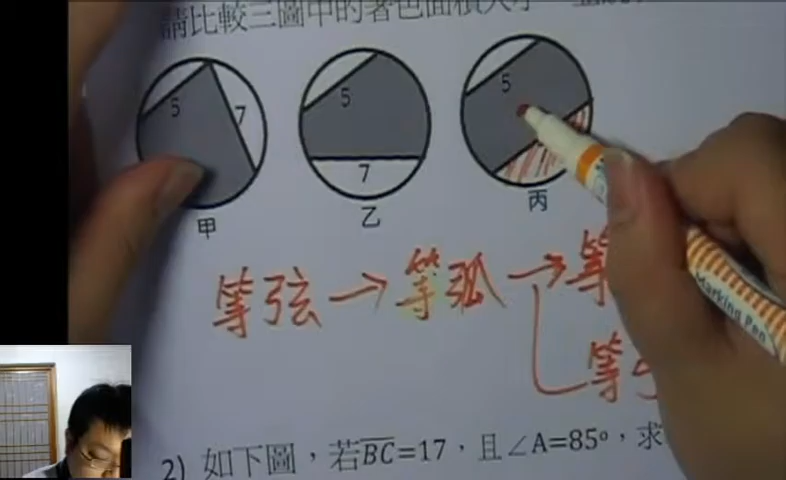 請比較三圖中的著色面積大小
5 7 5 7 5
甲 乙 丙
等弦→等弧→等
等弓
2) 如下圖，若BC=17，且∠A=85°，求
Marking Pen